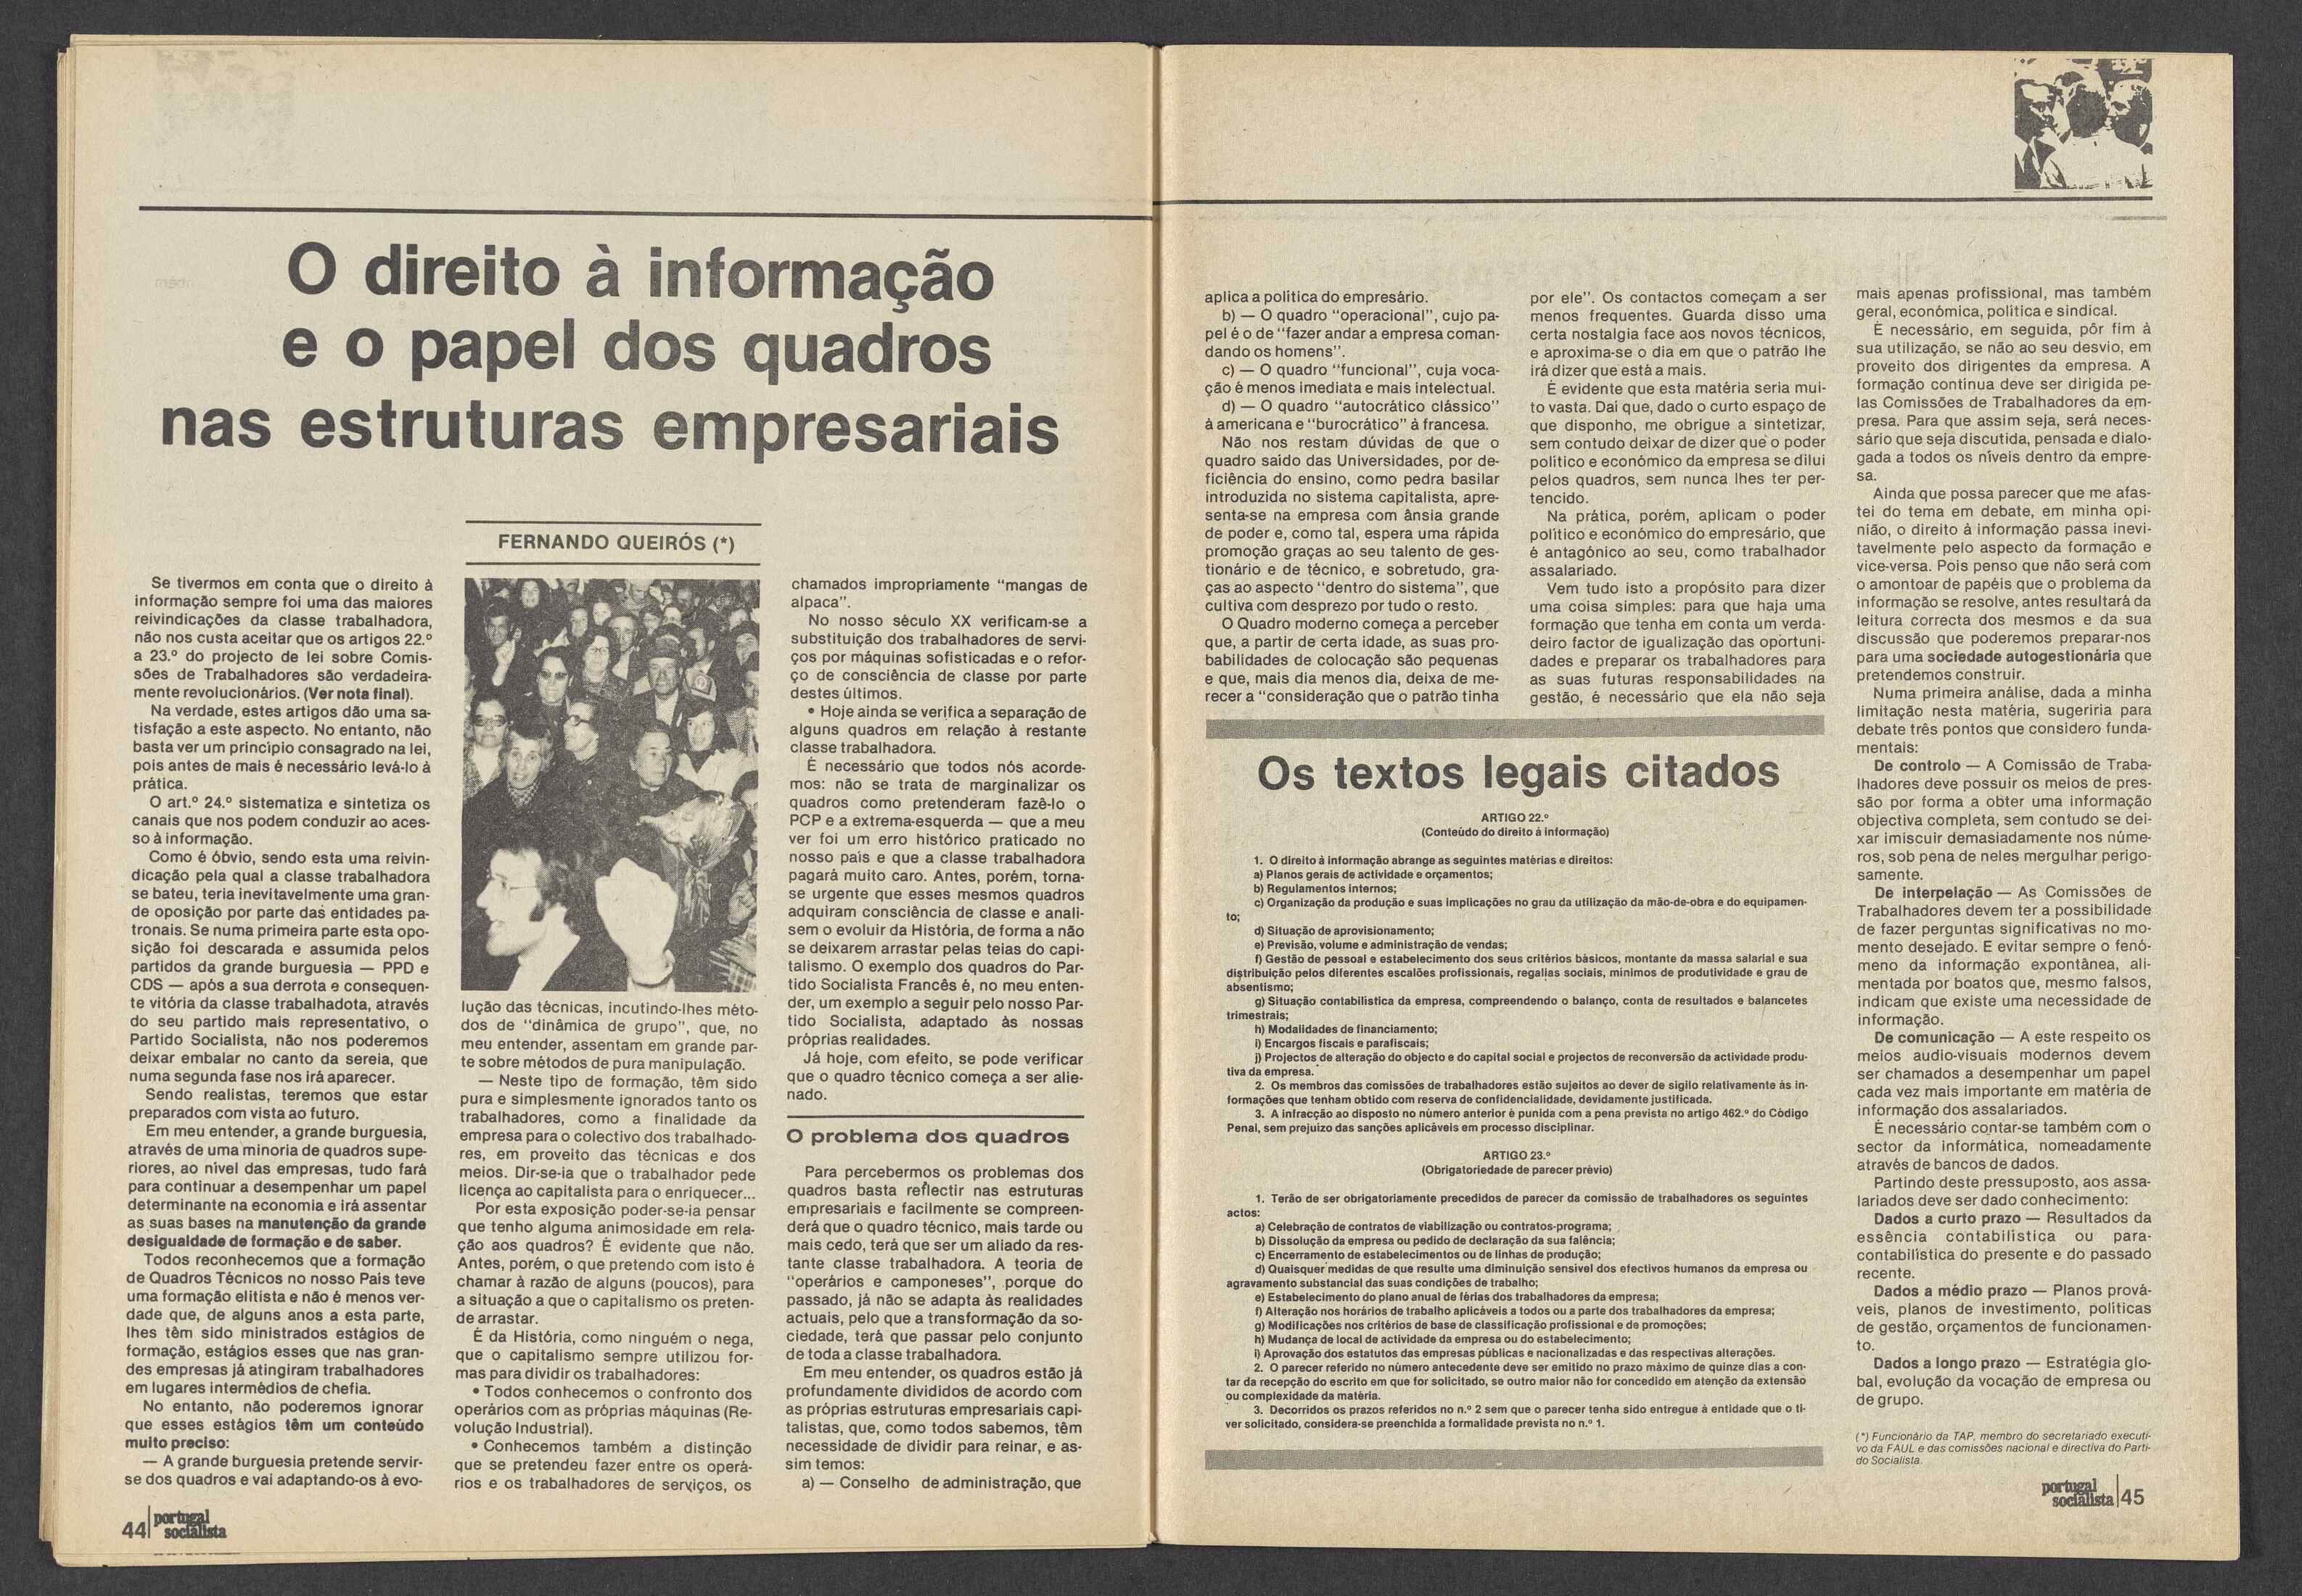 O direito à informação
e o papel dos quadros
nas estruturas empresariais
FERNANDO QUEIRÓS (*)
Se tivermos em conta que o direito à
informação sempre foi uma das maiores
reivindicações da classe trabalhadora,
não nos custa aceitar que os artigos 22.º
a 23.º do projecto de lei sobre Comis-
sões de Trabalhadores são verdadeira-
mente revolucionários. (Ver nota final).
Na verdade, estes artigos dão uma sa-
tisfação a este aspecto. No entanto, não
basta ver um princípio consagrado na lei,
pois antes de mais é necessário levá-lo à
prática.
O art.º 24.º sistematiza e sintetiza os
canais que nos podem conduzir ao aces-
so à informação.
Como é óbvio, sendo esta uma reivin-
dicação pela qual a classe trabalhadora
se bateu, teria inevitavelmente uma gran-
de oposição por parte das entidades pa-
tronais. Se numa primeira parte esta opo-
sição foi descarada e assumida pelos
partidos da grande burguesia — PPD e
CDS — após a sua derrota e consequen-
te vitória da classe trabalhadota, através
do seu partido mais representativo, o
Partido Socialista, não nos poderemos
deixar embalar no canto da sereia, que
numa segunda fase nos irá aparecer.
Sendo realistas, teremos que estar
preparados com vista ao futuro.
Em meu entender, a grande burguesia,
através de uma minoria de quadros supe-
riores, ao nível das empresas, tudo fará
para continuar a desempenhar um papel
determinante na economia e irá assentar
as suas bases na manutenção da grande
desigualdade de formação e de saber.
Todos reconhecemos que a formação
de Quadros Técnicos no nosso País teve
uma formação elitista e não é menos ver-
dade que, de alguns anos a esta parte,
lhes têm sido ministrados estágios de
formação, estágios esses que nas gran-
des empresas já atingiram trabalhadores
em lugares intermédios de chefia.
No entanto, não poderemos ignorar
que esses estágios têm um conteúdo
muito preciso:
— A grande burguesia pretende servir-
se dos quadros e vai adaptando-os à evo-
lução das técnicas, incutindo-lhes méto-
dos de "dinâmica de grupo", que, no
meu entender, assentam em grande par-
te sobre métodos de pura manipulação.
— Neste tipo de formação, têm sido
pura e simplesmente ignorados tanto os
trabalhadores, como a finalidade da
empresa para o colectivo dos trabalhado-
res, em proveito das técnicas e dos
meios. Dir-se-ia que o trabalhador pede
licença ao capitalista para o enriquecer...
Por esta exposição poder-se-ia pensar
que tenho alguma animosidade em rela-
ção aos quadros? É evidente que não.
Antes, porém, o que pretendo com isto é
chamar à razão de alguns (poucos), para
a situação a que o capitalismo os preten-
de arrastar.
É da História, como ninguém o nega,
que o capitalismo sempre utilizou for-
mas para dividir os trabalhadores:
• Todos conhecemos o confronto dos
operários com as próprias máquinas (Re-
volução Industrial).
• Conhecemos também a distinção
que se pretendeu fazer entre os operá-
rios e os trabalhadores de serviços, os
chamados impropriamente "mangas de
alpaca".
No nosso século XX verificam-se a
substituição dos trabalhadores de servi-
ços por máquinas sofisticadas e o refor-
ço de consciência de classe por parte
destes últimos.
• Hoje ainda se verifica a separação de
alguns quadros em relação à restante
classe trabalhadora.
É necessário que todos nós acorde-
mos: não se trata de marginalizar os
quadros como pretenderam fazê-lo o
PCP e a extrema-esquerda — que a meu
ver foi um erro histórico praticado no
nosso país e que a classe trabalhadora
pagará muito caro. Antes, porém, torna-
se urgente que esses mesmos quadros
adquiram consciência de classe e anali-
sem o evoluir da História, de forma a não
se deixarem arrastar pelas teias do capi-
talismo. O exemplo dos quadros do Par-
tido Socialista Francês é, no meu enten-
der, um exemplo a seguir pelo nosso Par-
tido Socialista, adaptado às nossas
próprias realidades.
Já hoje, com efeito, se pode verificar
que o quadro técnico começa a ser alie-
nado.
O problema dos quadros
Para percebermos os problemas dos
quadros basta reflectir nas estruturas
empresariais e facilmente se compreen-
derá que o quadro técnico, mais tarde ou
mais cedo, terá que ser um aliado da res-
tante classe trabalhadora. A teoria de
"operários e camponeses", porque do
passado, já não se adapta às realidades
actuais, pelo que a transformação da so-
ciedade, terá que passar pelo conjunto
de toda a classe trabalhadora.
Em meu entender, os quadros estão já
profundamente divididos de acordo com
as próprias estruturas empresariais capi-
talistas, que, como todos sabemos, têm
necessidade de dividir para reinar, e as-
sim temos:
a) — Conselho de administração, que
44 portugal
socialista
aplica a política do empresário.
b) — O quadro "operacional", cujo pa-
pel é o de "fazer andar a empresa coman-
dando os homens".
c) — O quadro "funcional", cuja voca-
ção é menos imediata e mais intelectual.
d) — O quadro "autocrático clássico"
à americana e "burocrático" à francesa.
Não nos restam dúvidas de que o
quadro saído das Universidades, por de-
ficiência do ensino, como pedra basilar
introduzida no sistema capitalista, apre-
senta-se na empresa com ânsia grande
de poder e, como tal, espera uma rápida
promoção graças ao seu talento de ges-
tionário e de técnico, e sobretudo, gra-
ças ao aspecto "dentro do sistema", que
cultiva com desprezo por tudo o resto.
O Quadro moderno começa a perceber
que, a partir de certa idade, as suas pro-
babilidades de colocação são pequenas
e que, mais dia menos dia, deixa de me-
recer a "consideração que o patrão tinha
por ele". Os contactos começam a ser
menos frequentes. Guarda disso uma
certa nostalgia face aos novos técnicos,
e aproxima-se o dia em que o patrão lhe
irá dizer que está a mais.
É evidente que esta matéria seria mui-
to vasta. Daí que, dado o curto espaço de
que disponho, me obrigue a sintetizar,
sem contudo deixar de dizer que o poder
político e económico da empresa se dilui
pelos quadros, sem nunca lhes ter per-
tencido.
Na prática, porém, aplicam o poder
político e económico do empresário, que
é antagónico ao seu, como trabalhador
assalariado.
Vem tudo isto a propósito para dizer
uma coisa simples: para que haja uma
formação que tenha em conta um verda-
deiro factor de igualização das oportuni-
dades e preparar os trabalhadores para
as suas futuras responsabilidades na
gestão, é necessário que ela não seja
mais apenas profissional, mas também
geral, económica, política e sindical.
É necessário, em seguida, pôr fim à
sua utilização, se não ao seu desvio, em
proveito dos dirigentes da empresa. A
formação contínua deve ser dirigida pe-
las Comissões de Trabalhadores da em-
presa. Para que assim seja, será neces-
sário que seja discutida, pensada e dialo-
gada a todos os níveis dentro da empre-
sa.
Ainda que possa parecer que me afas-
tei do tema em debate, em minha opi-
nião, o direito à informação passa inevi-
tavelmente pelo aspecto da formação e
vice-versa. Pois penso que não será com
o amontoar de papéis que o problema da
informação se resolve, antes resultará da
leitura correcta dos mesmos e da sua
discussão que poderemos preparar-nos
para uma sociedade autogestionária que
pretendemos construir.
Numa primeira análise, dada a minha
limitação nesta matéria, sugeriria para
debate três pontos que considero funda-
mentais:
De controlo — A Comissão de Traba-
lhadores deve possuir os meios de pres-
são por forma a obter uma informação
objectiva completa, sem contudo se dei-
xar imiscuir demasiadamente nos núme-
ros, sob pena de neles mergulhar perigo-
samente.
De interpelação — As Comissões de
Trabalhadores devem ter a possibilidade
de fazer perguntas significativas no mo-
mento desejado. E evitar sempre o fenó-
meno da informação expontânea, ali-
mentada por boatos que, mesmo falsos,
indicam que existe uma necessidade de
informação.
De comunicação — A este respeito os
meios audio-visuais modernos devem
ser chamados a desempenhar um papel
cada vez mais importante em matéria de
informação dos assalariados.
É necessário contar-se também com o
sector da informática, nomeadamente
através de bancos de dados.
Partindo deste pressuposto, aos assa-
lariados deve ser dado conhecimento:
Dados a curto prazo — Resultados da
essência contabilística ou para-
contabilística do presente e do passado
recente.
Dados a médio prazo — Planos prová-
veis, planos de investimento, políticas
de gestão, orçamentos de funcionamen-
to.
Dados a longo prazo — Estratégia glo-
bal, evolução da vocação de empresa ou
de grupo.
(*) Funcionário da TAP, membro do secretariado executi-
vo da FAUL e das comissões nacional e directiva do Parti-
do Socialista.
Os textos legais citados
ARTIGO 22.º
(Conteúdo do direito à informação)
1. O direito à informação abrange as seguintes matérias e direitos:
a) Planos gerais de actividade e orçamentos;
b) Regulamentos internos;
c) Organização da produção e suas implicações no grau da utilização da mão-de-obra e do equipamen-
to;
d) Situação de aprovisionamento;
e) Previsão, volume e administração de vendas;
f) Gestão de pessoal e estabelecimento dos seus critérios básicos, montante da massa salarial e sua
distribuição pelos diferentes escalões profissionais, regalias sociais, mínimos de produtividade e grau de
absentismo;
g) Situação contabilística da empresa, compreendendo o balanço, conta de resultados e balancetes
trimestrais;
h) Modalidades de financiamento;
i) Encargos fiscais e parafiscais;
j) Projectos de alteração do objecto e do capital social e projectos de reconversão da actividade produ-
tiva da empresa.
2. Os membros das comissões de trabalhadores estão sujeitos ao dever de sigilo relativamente às in-
formações que tenham obtido com reserva de confidencialidade, devidamente justificada.
3. A infracção ao disposto no número anterior é punida com a pena prevista no artigo 462.º do Código
Penal, sem prejuízo das sanções aplicáveis em processo disciplinar.
ARTIGO 23.º
(Obrigatoriedade de parecer prévio)
1. Terão de ser obrigatoriamente precedidos de parecer da comissão de trabalhadores os seguintes
actos:
a) Celebração de contratos de viabilização ou contratos-programa;
b) Dissolução da empresa ou pedido de declaração da sua falência;
c) Encerramento de estabelecimentos ou de linhas de produção;
d) Quaisquer medidas de que resulte uma diminuição sensível dos efectivos humanos da empresa ou
agravamento substancial das suas condições de trabalho;
e) Estabelecimento do plano anual de férias dos trabalhadores da empresa;
f) Alteração nos horários de trabalho aplicáveis a todos ou a parte dos trabalhadores da empresa;
g) Modificações nos critérios de base de classificação profissional e de promoções;
h) Mudança de local de actividade da empresa ou do estabelecimento;
i) Aprovação dos estatutos das empresas públicas e nacionalizadas e das respectivas alterações.
2. O parecer referido no número antecedente deve ser emitido no prazo máximo de quinze dias a con-
tar da recepção do escrito em que for solicitado, se outro maior não for concedido em atenção da extensão
ou complexidade da matéria.
3. Decorridos os prazos referidos no n.º 2 sem que o parecer tenha sido entregue à entidade que o ti-
ver solicitado, considera-se preenchida a formalidade prevista no n.º 1.
portugal
socialista 45